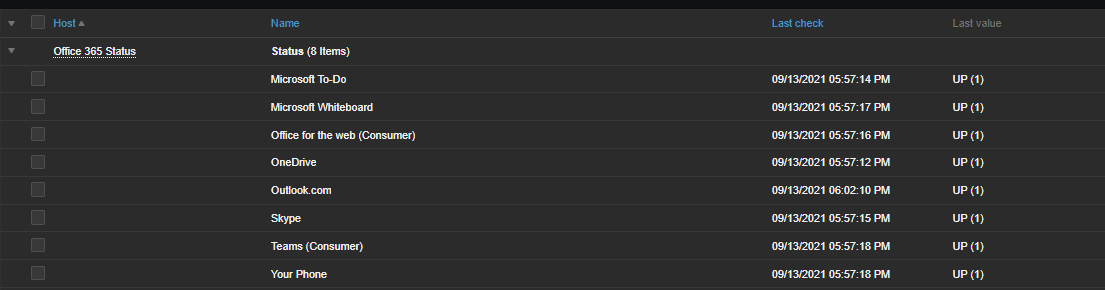 Host Name Last check Last value
Office 365 Status Status (8 Items)
Microsoft To-Do 09/13/2021 05:57:14 PM UP (1)
Microsoft Whiteboard 09/13/2021 05:57:17 PM UP (1)
Office for the web (Consumer) 09/13/2021 05:57:16 PM UP (1)
OneDrive 09/13/2021 05:57:12 PM UP (1)
Outlook.com 09/13/2021 06:02:10 PM UP (1)
Skype 09/13/2021 05:57:15 PM UP (1)
Teams (Consumer) 09/13/2021 05:57:18 PM UP (1)
Your Phone 09/13/2021 05:57:18 PM UP (1)